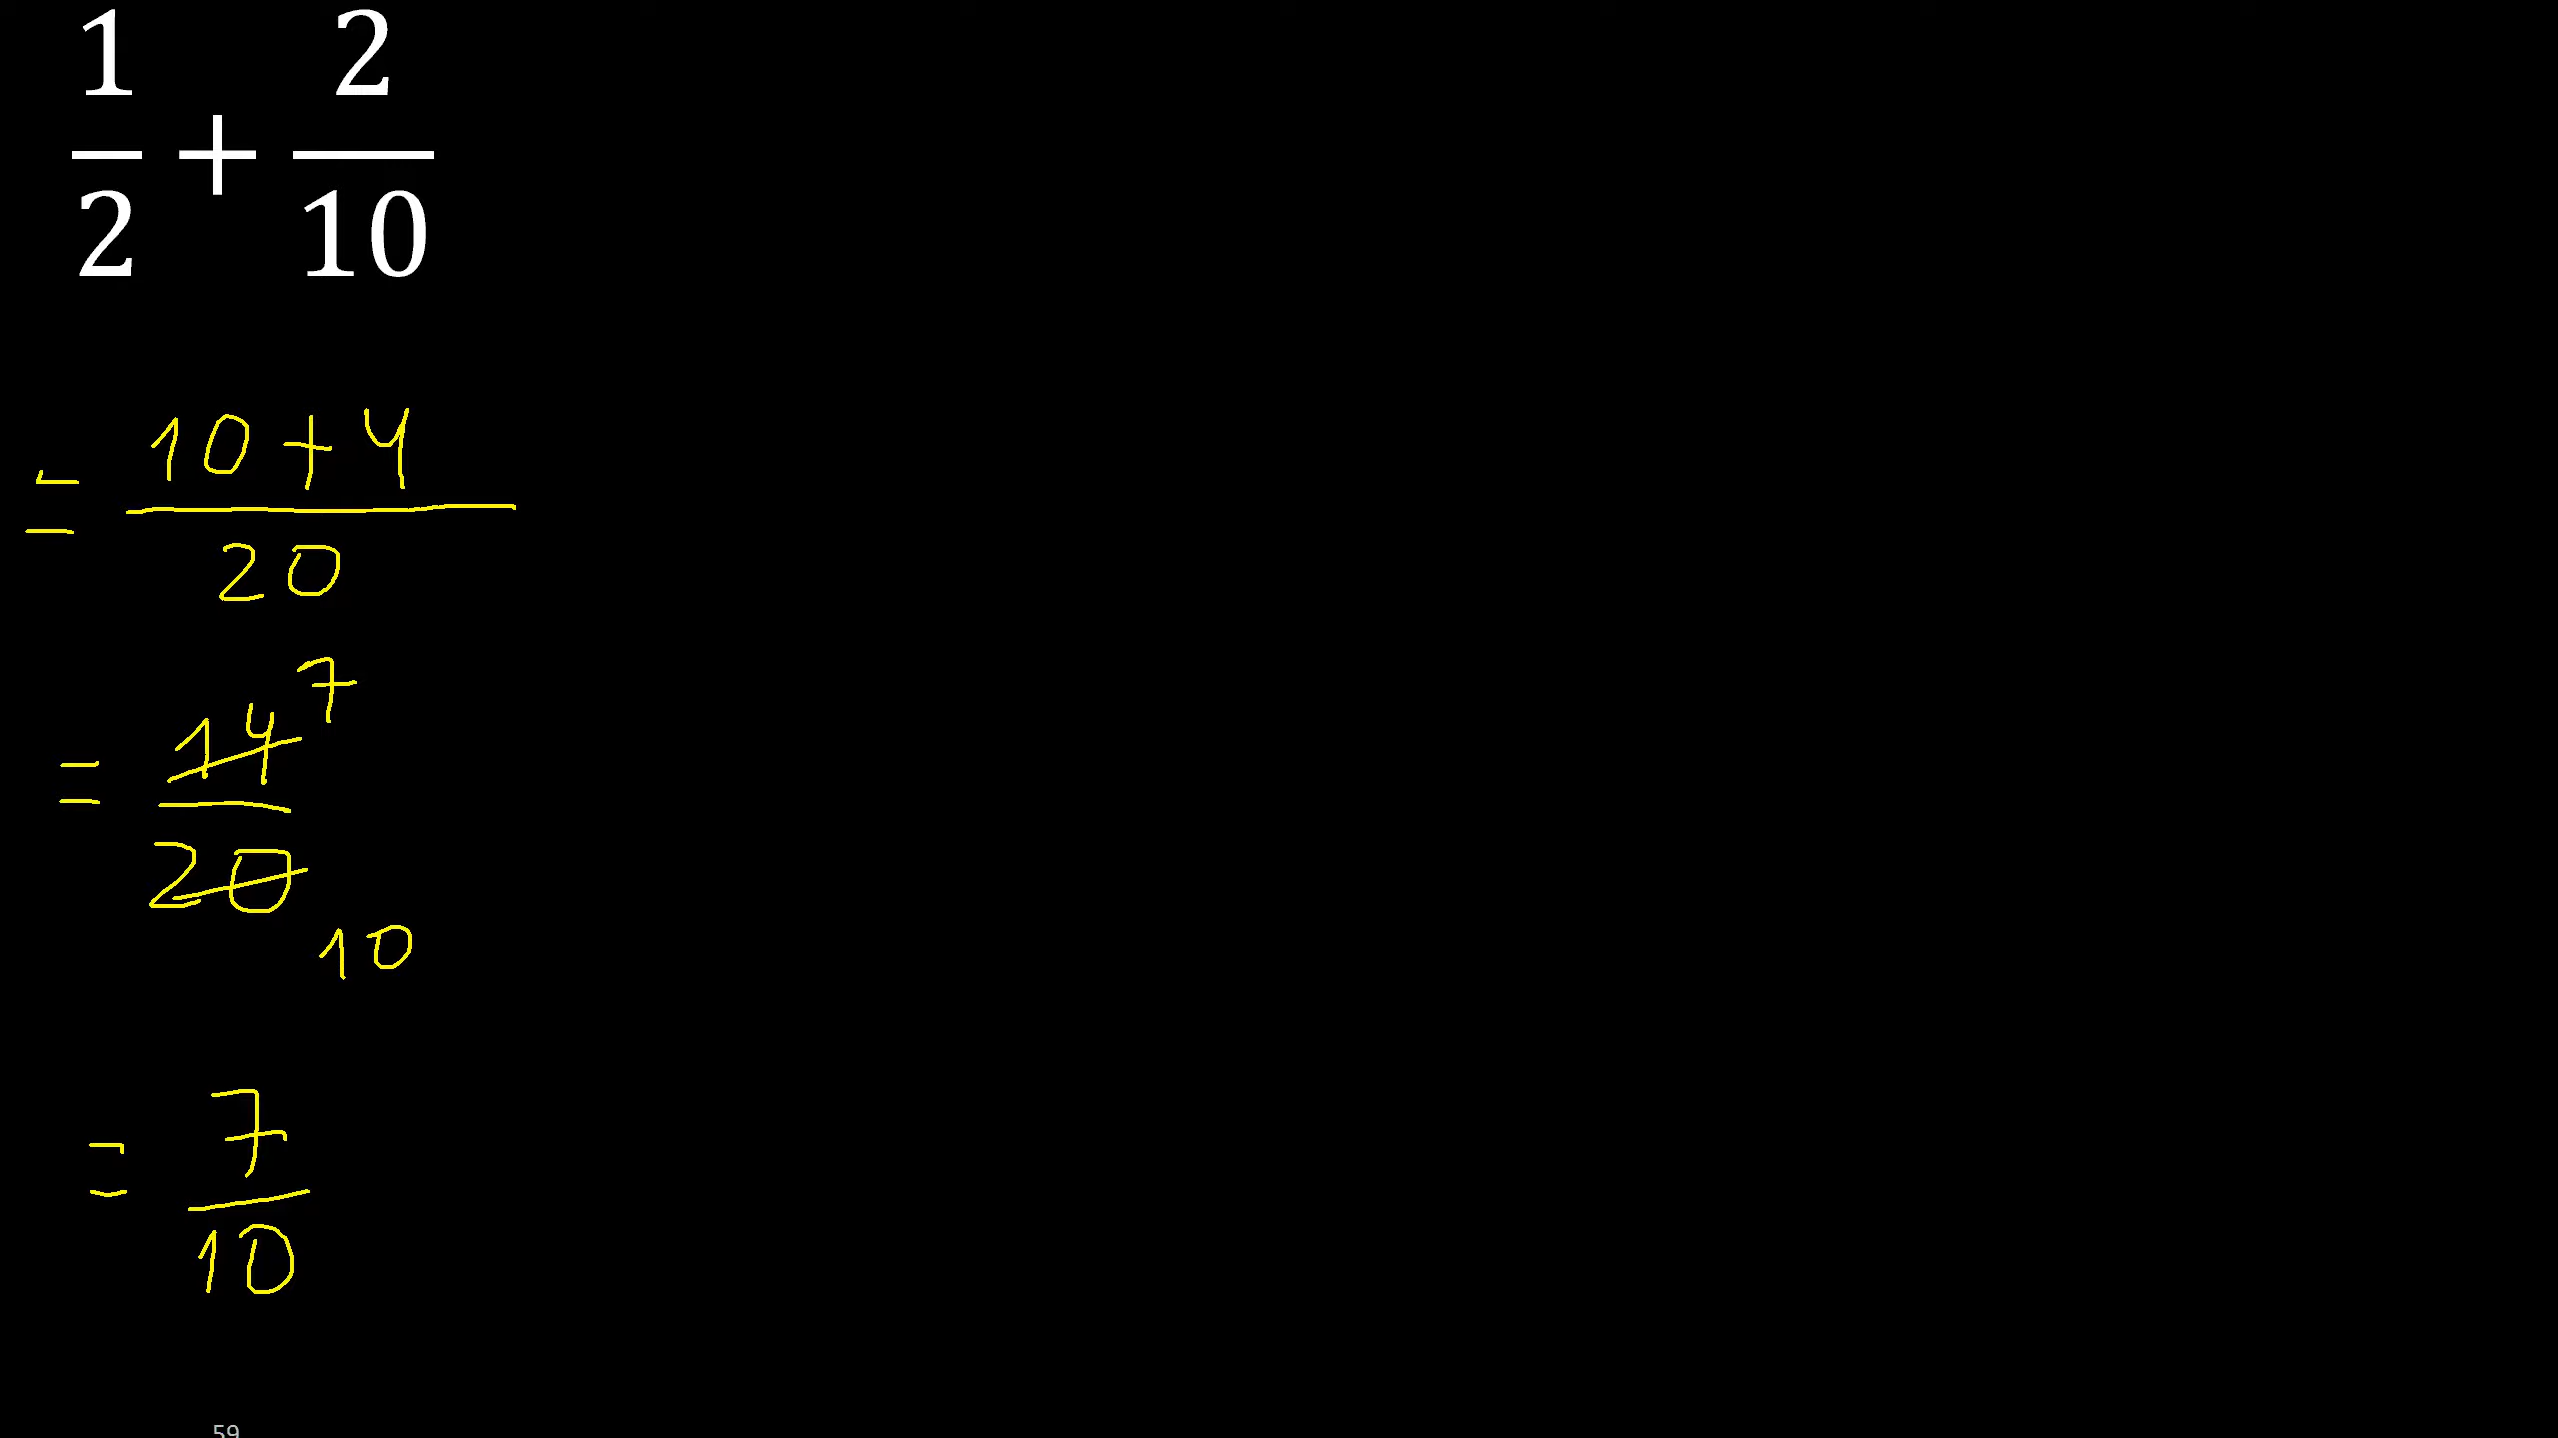 1/2 + 2/10
= 10 + 4 / 20
= 14 7 / 20 10
= 7/10
59